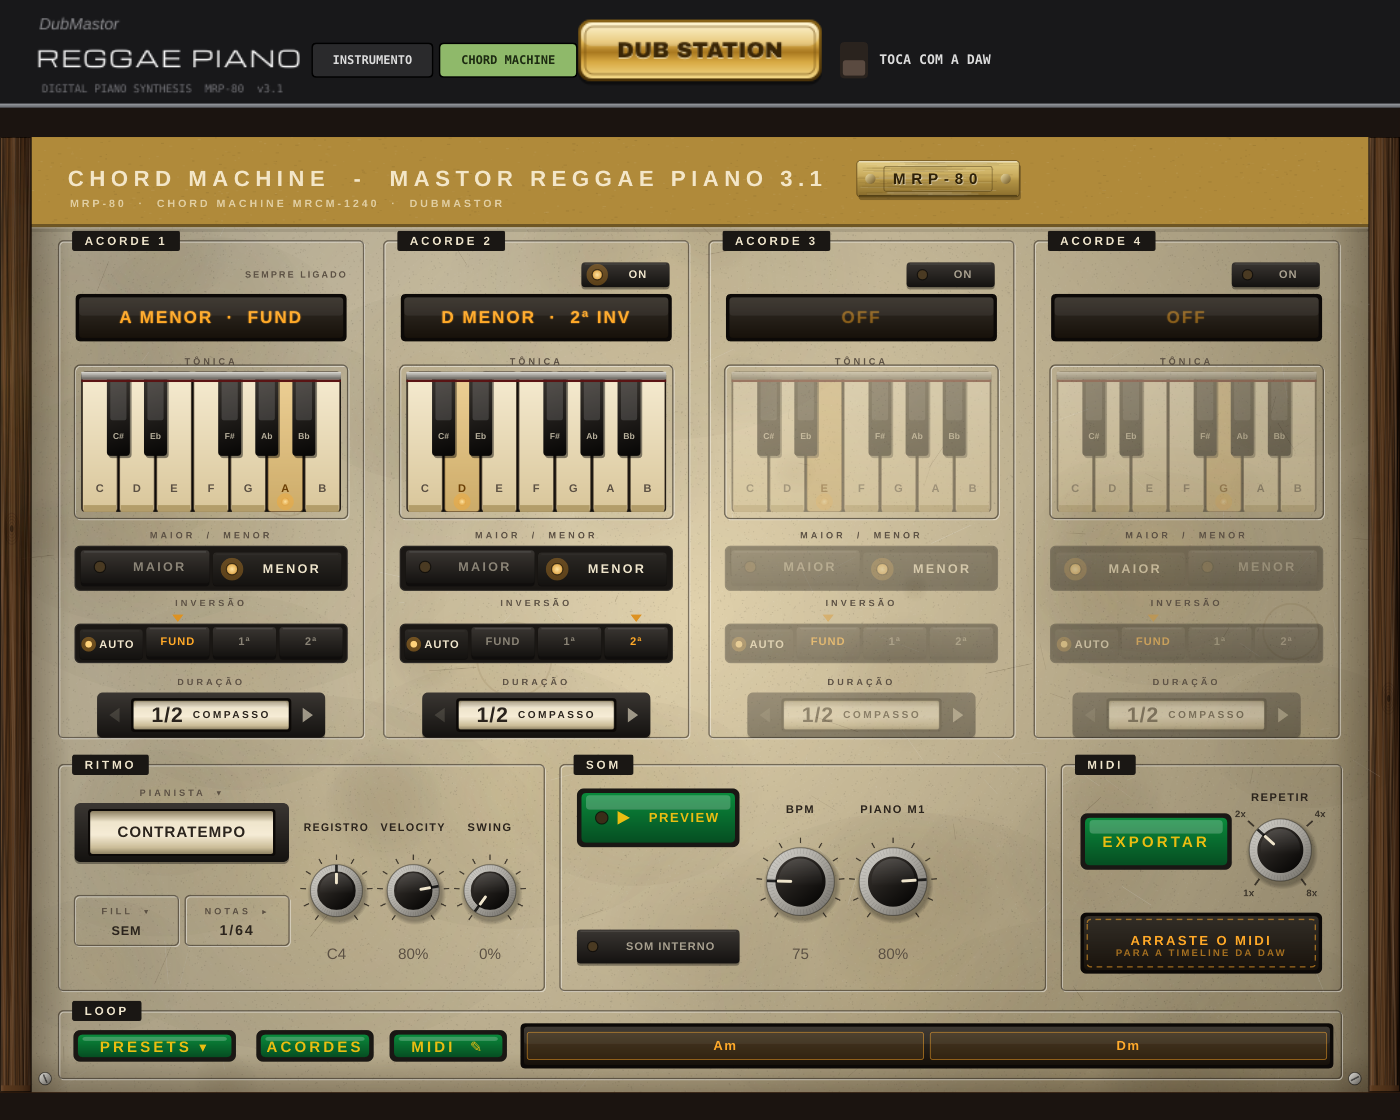 DubMastor
REGGAE PIANO
DIGITAL PIANO SYNTHESIS MRP-80 v3.1
INSTRUMENTO
CHORD MACHINE
DUB STATION
TOCA COM A DAW
CHORD MACHINE - MASTOR REGGAE PIANO 3.1
MRP-80 · CHORD MACHINE MRCM-1240 · DUBMASTOR
MRP-80
ACORDE 1
SEMPRE LIGADO
A MENOR · FUND
TÔNICA
C# Eb F# Ab Bb
C D E F G A B
MAIOR / MENOR
MAIOR MENOR
INVERSÃO
AUTO FUND 1ª 2ª
DURAÇÃO
1/2 COMPASSO
ACORDE 2
ON
D MENOR · 2ª INV
TÔNICA
C# Eb F# Ab Bb
C D E F G A B
MAIOR / MENOR
MAIOR MENOR
INVERSÃO
AUTO FUND 1ª 2ª
DURAÇÃO
1/2 COMPASSO
ACORDE 3
ON
OFF
TÔNICA
C# Eb F# Ab Bb
C D E F G A B
MAIOR / MENOR
MAIOR MENOR
INVERSÃO
AUTO FUND 1ª 2ª
DURAÇÃO
1/2 COMPASSO
ACORDE 4
ON
OFF
TÔNICA
C# Eb F# Ab Bb
C D E F G A B
MAIOR / MENOR
MAIOR MENOR
INVERSÃO
AUTO FUND 1ª 2ª
DURAÇÃO
1/2 COMPASSO
RITMO
PIANISTA ▾
CONTRATEMPO
FILL ▾
SEM
NOTAS ▸
1/64
REGISTRO VELOCITY SWING
C4 80% 0%
SOM
PREVIEW
SOM INTERNO
BPM PIANO M1
75 80%
MIDI
EXPORTAR
REPETIR
2x 4x
1x 8x
ARRASTE O MIDI
PARA A TIMELINE DA DAW
LOOP
PRESETS ▾
ACORDES
MIDI ✎
Am
Dm